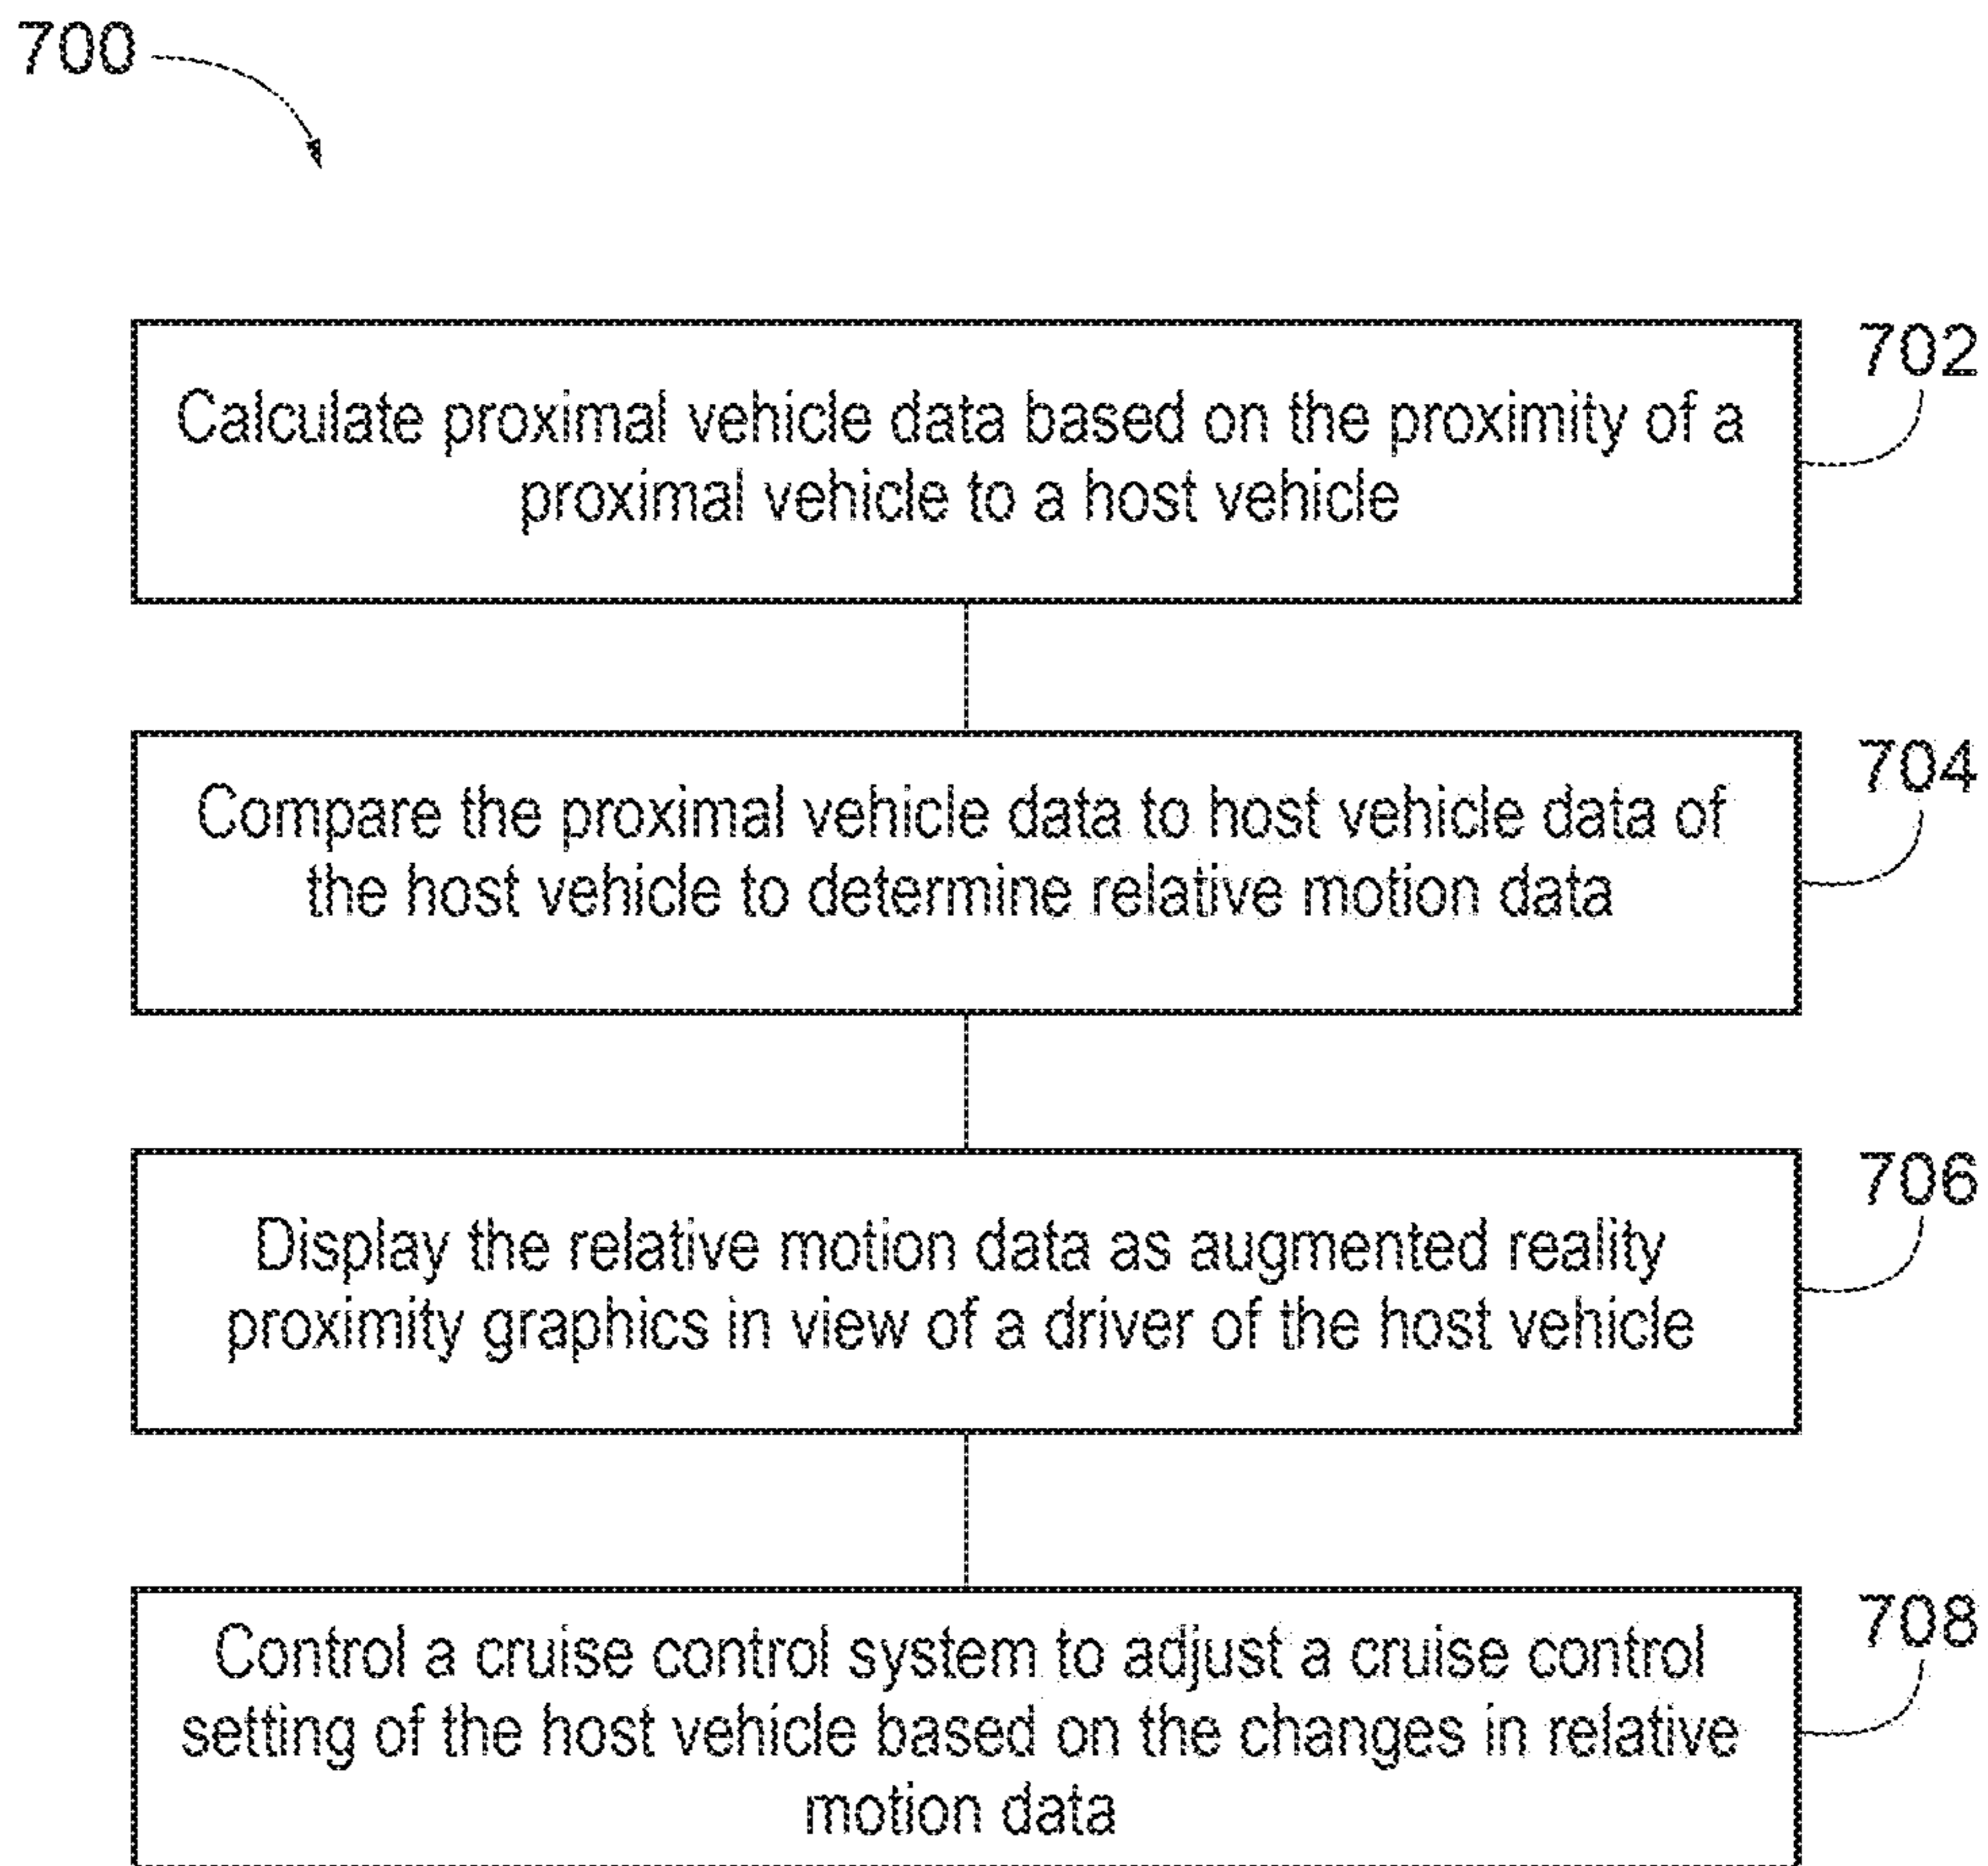 700
702
Calculate proximal vehicle data based on the proximity of a
proximal vehicle to a host vehicle
704
Compare the proximal vehicle data to host vehicle data of
the host vehicle to determine relative motion data
706
Display the relative motion data as augmented reality
proximity graphics in view of a driver of the host vehicle
708
Control a cruise control system to adjust a cruise control
setting of the host vehicle based on the changes in relative
motion data